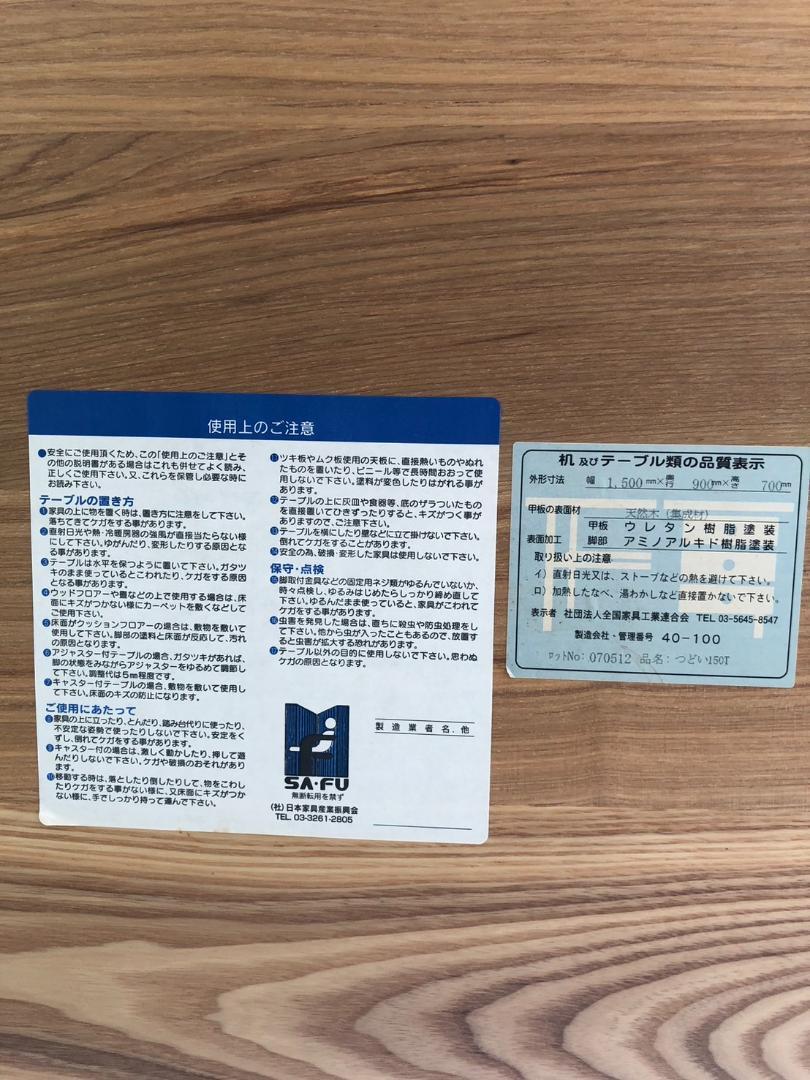 使用上のご注意
●安全にご使用頂くため、この「使用上のご注意」とそ
の他の説明書がある場合はこれも併せてよく読み、
正しくご使用下さい。又、これらを保管し必要な時に
お読み下さい。
テーブルの置き方
❶家具の上に物を置く時は、置き方に注意をして下さい。
落ちてきてケガをする事があります。
❷直射日光や熱・冷暖房器の強風が直接当たらない様
にして下さい。ゆがんだり、変形したりする原因とな
る事があります。
❸テーブルは水平を保つように置いて下さい。ガタツ
キのまま使っているとこわれたり、ケガをする原因
となる事があります。
❹ウッドフロアーや畳などの上で使用する場合は、床
面にキズがつかない様にカーペットを敷くなどして
ご使用下さい。
❺床面がクッションフロアーの場合は、敷物を敷いて
使用して下さい。脚部の塗料と床面が反応して、汚れ
の原因となります。
❻アジャスター付テーブルの場合、ガタツキがあれば、
脚の状態をみながらアジャスターをゆるめて調節し
て下さい。調整代は5㎜程度です。
❼キャスター付テーブルの場合、敷物を敷いて使用し
て下さい。床面のキズの防止になります。
ご使用にあたって
❽家具の上に立ったり、とんだり、踏み台代りに使ったり、
不安定な姿勢で使ったりしないで下さい。安定をく
ずし、倒れてケガをする事があります。
❾キャスター付の場合は、激しく動かしたり、押して遊
んだりしないで下さい。ケガや破損のおそれがあり
ます。
❿移動する時は、落としたり倒したりして、物をこわし
たりケガをする事がない様に、又床面にキズがつか
ない様に、手でしっかり持って運んで下さい。
⓫ツキ板やムク板使用の天板に、直接熱いものやぬれ
たものを置いたり、ビニール等で長時間おおって使
用しないで下さい。塗料が変色したりはがれる事が
あります。
⓬テーブルの上に灰皿や食器等、底のザラついたもの
を直接置いてひきずったりすると、キズがつく事が
ありますので、ご注意下さい。
⓭テーブルを横にしたり壁などに立て掛けないで下さい。
倒れてケガをすることがあります。
⓮安全の為、破損・変形した家具は使用しないで下さい。
保守・点検
⓯脚取付金具などの固定用ネジ類がゆるんでいないか、
時々点検し、ゆるみはじめたらしっかり締め直して
下さい。ゆるんだまま使っていると、家具がこわれて
ケガをする事があります。
⓰虫害を発見した場合は、直ちに殺虫や防虫処理をし
て下さい。他から虫が入ったこともあるので、放置す
ると虫害が拡大する恐れがあります。
⓱テーブル以外の目的に使用しないで下さい。思わぬ
ケガの原因となります。
SA・FU
無断転用を禁ず
(社)日本家具産業振興会
TEL 03-3261-2805
製造業者名.他
机及びテーブル類の品質表示
外形寸法 幅 1,500㎜×奥行 900㎜×高さ 700㎜
甲板の表面材 天然木(集成材)
表面加工 甲板 ウレタン樹脂塗装
脚部 アミノアルキド樹脂塗装
取り扱い上の注意
イ)直射日光又は、ストーブなどの熱を避けて下さい。
ロ)加熱したなべ、湯わかしなど直接置かないで下さい。
表示者 社団法人全国家具工業連合会 TEL 03-5645-8547
製造会社・管理番号 40-100
ロットNo: 070512 品名: つどい150T